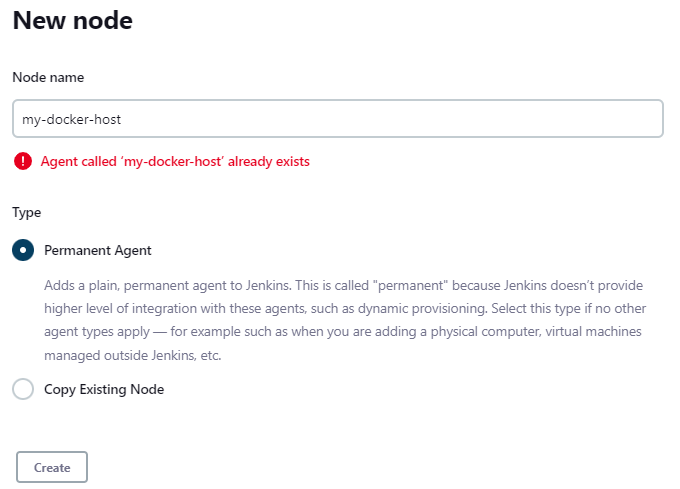 New node
Node name
my-docker-host
Agent called ‘my-docker-host’ already exists
Type
Permanent Agent
Adds a plain, permanent agent to Jenkins. This is called "permanent" because Jenkins doesn’t provide
higher level of integration with these agents, such as dynamic provisioning. Select this type if no other
agent types apply — for example such as when you are adding a physical computer, virtual machines
managed outside Jenkins, etc.
Copy Existing Node
Create